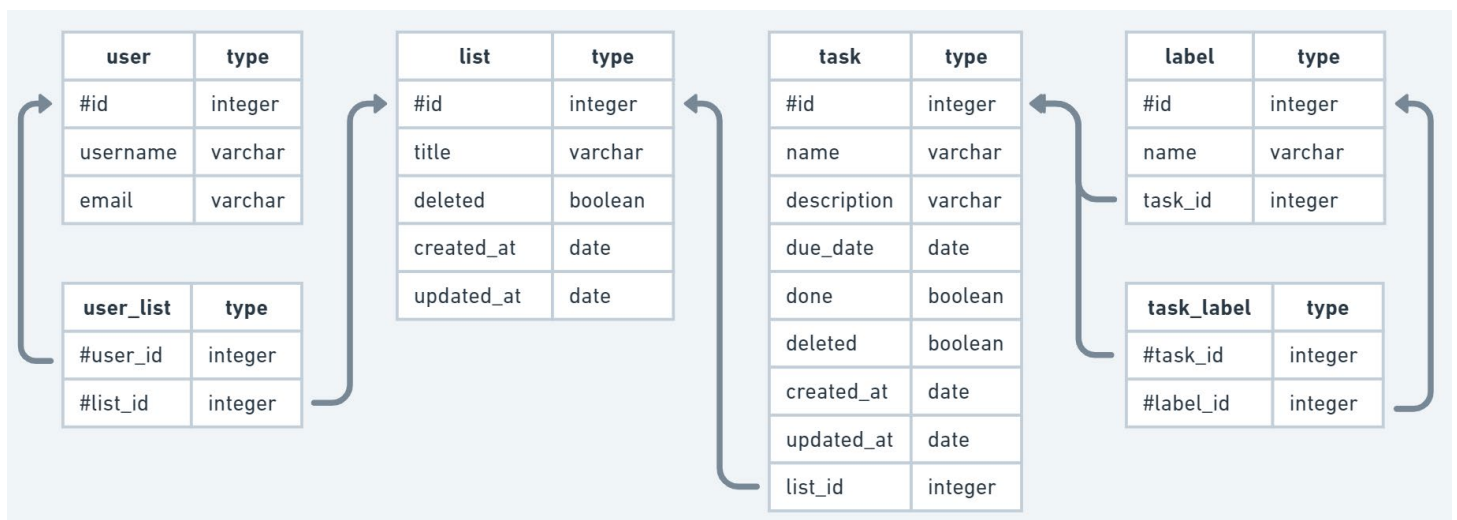 user type
#id integer
username varchar
email varchar
user_list type
#user_id integer
#list_id integer
list type
#id integer
title varchar
deleted boolean
created_at date
updated_at date
task type
#id integer
name varchar
description varchar
due_date date
done boolean
deleted boolean
created_at date
updated_at date
list_id integer
label type
#id integer
name varchar
task_id integer
task_label type
#task_id integer
#label_id integer